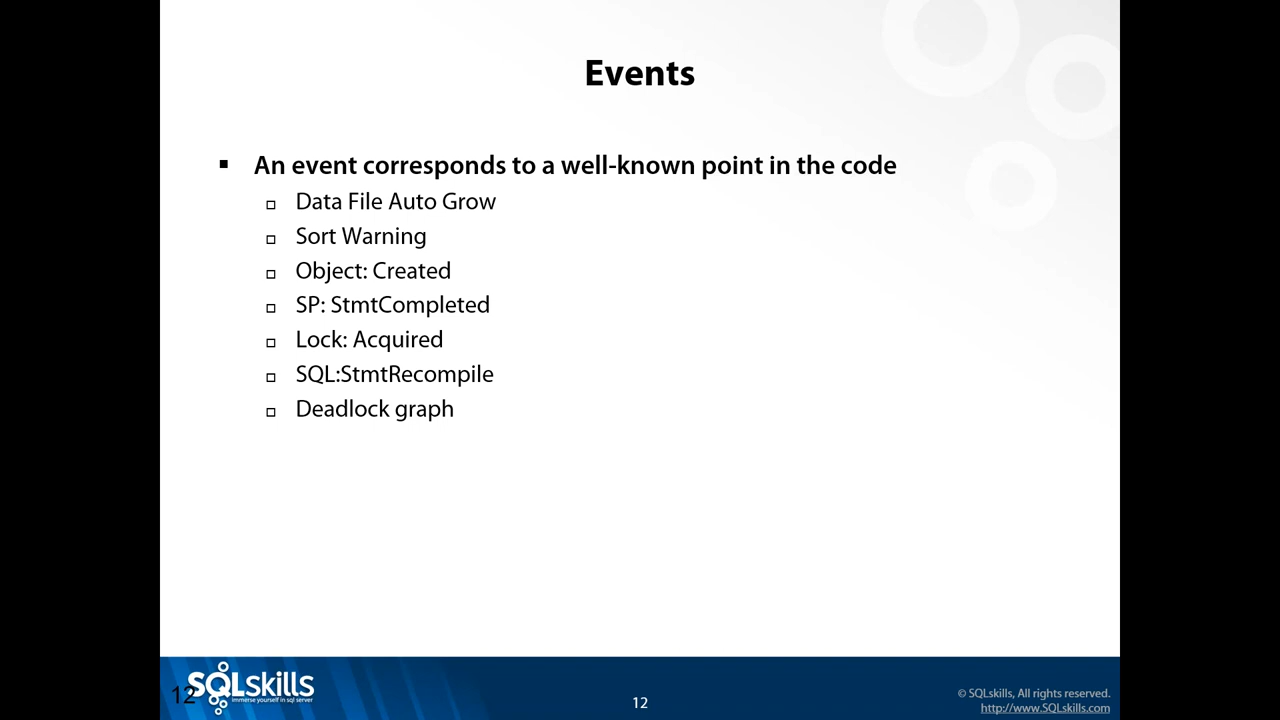 Events
▪ An event corresponds to a well-known point in the code
▫ Data File Auto Grow
▫ Sort Warning
▫ Object: Created
▫ SP: StmtCompleted
▫ Lock: Acquired
▫ SQL:StmtRecompile
▫ Deadlock graph
12
SQLskills
immerse yourself in sql server
12
© SQLskills, All rights reserved.
http://www.SQLskills.com